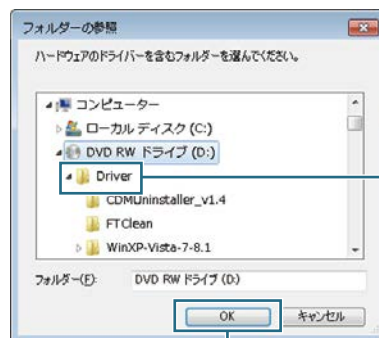 フォルダーの参照
ハードウェアのドライバーを含むフォルダーを選んでください。
コンピューター
ローカル ディスク (C:)
DVD RW ドライブ (D:)
Driver
CDMUninstaller_v1.4
FTClean
WinXP-Vista-7-8.1
フォルダー(F): DVD RW ドライブ (D:)
OK キャンセル